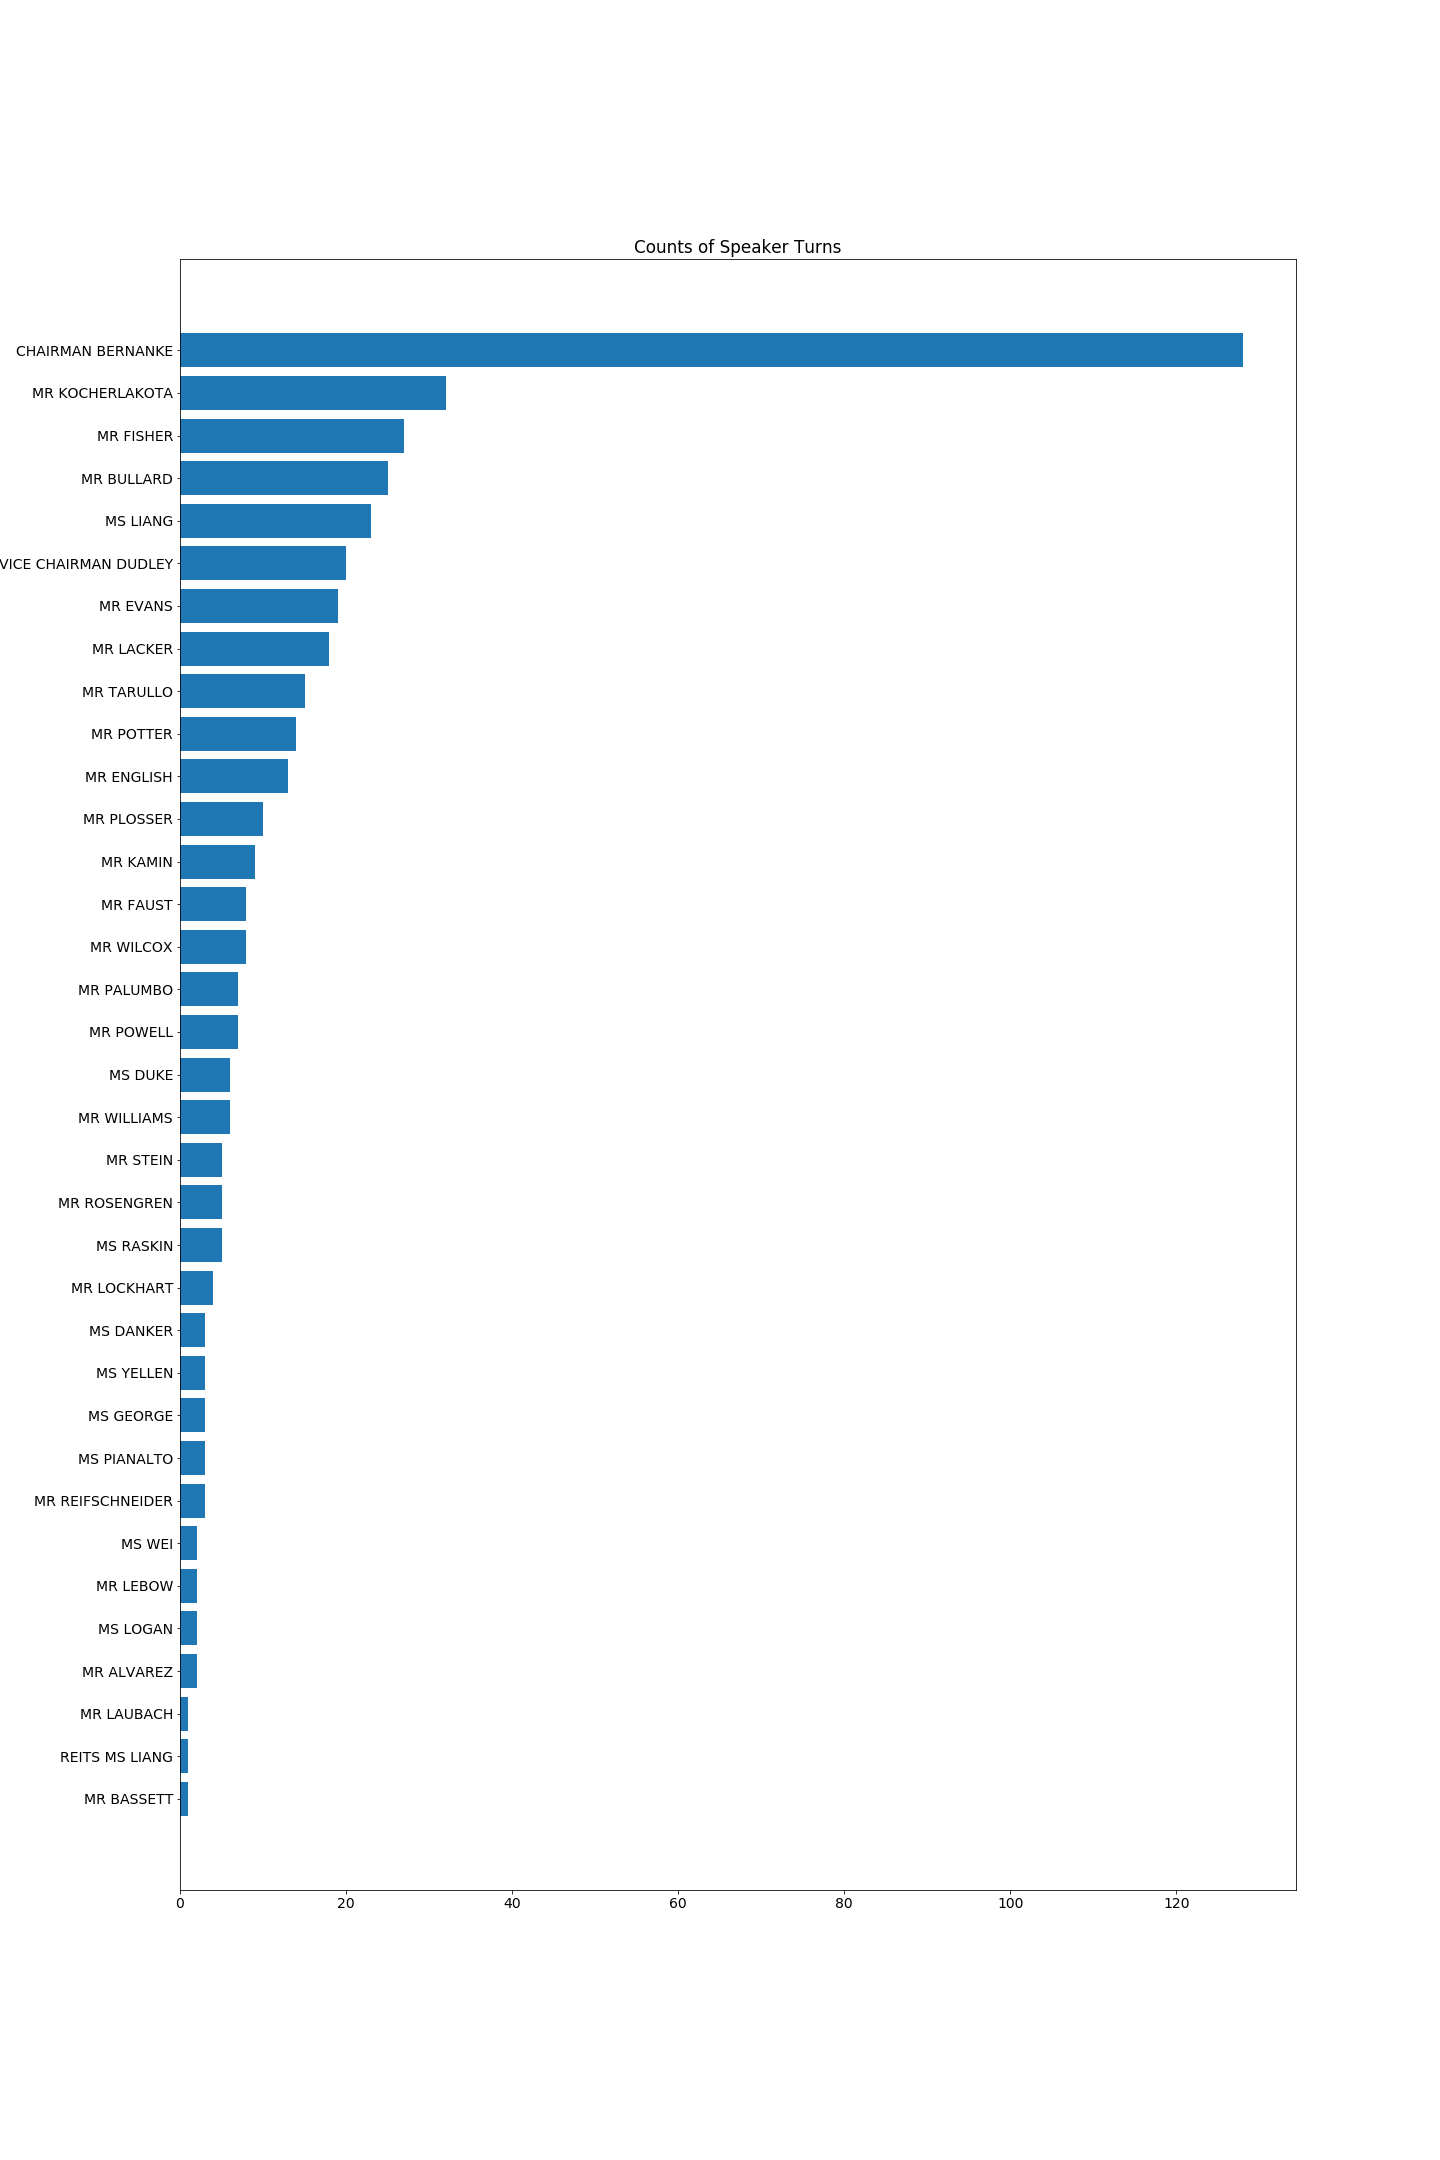 Counts of Speaker Turns
CHAIRMAN BERNANKE
MR KOCHERLAKOTA
MR FISHER
MR BULLARD
MS LIANG
VICE CHAIRMAN DUDLEY
MR EVANS
MR LACKER
MR TARULLO
MR POTTER
MR ENGLISH
MR PLOSSER
MR KAMIN
MR FAUST
MR WILCOX
MR PALUMBO
MR POWELL
MS DUKE
MR WILLIAMS
MR STEIN
MR ROSENGREN
MS RASKIN
MR LOCKHART
MS DANKER
MS YELLEN
MS GEORGE
MS PIANALTO
MR REIFSCHNEIDER
MS WEI
MR LEBOW
MS LOGAN
MR ALVAREZ
MR LAUBACH
REITS MS LIANG
MR BASSETT
0 20 40 60 80 100 120